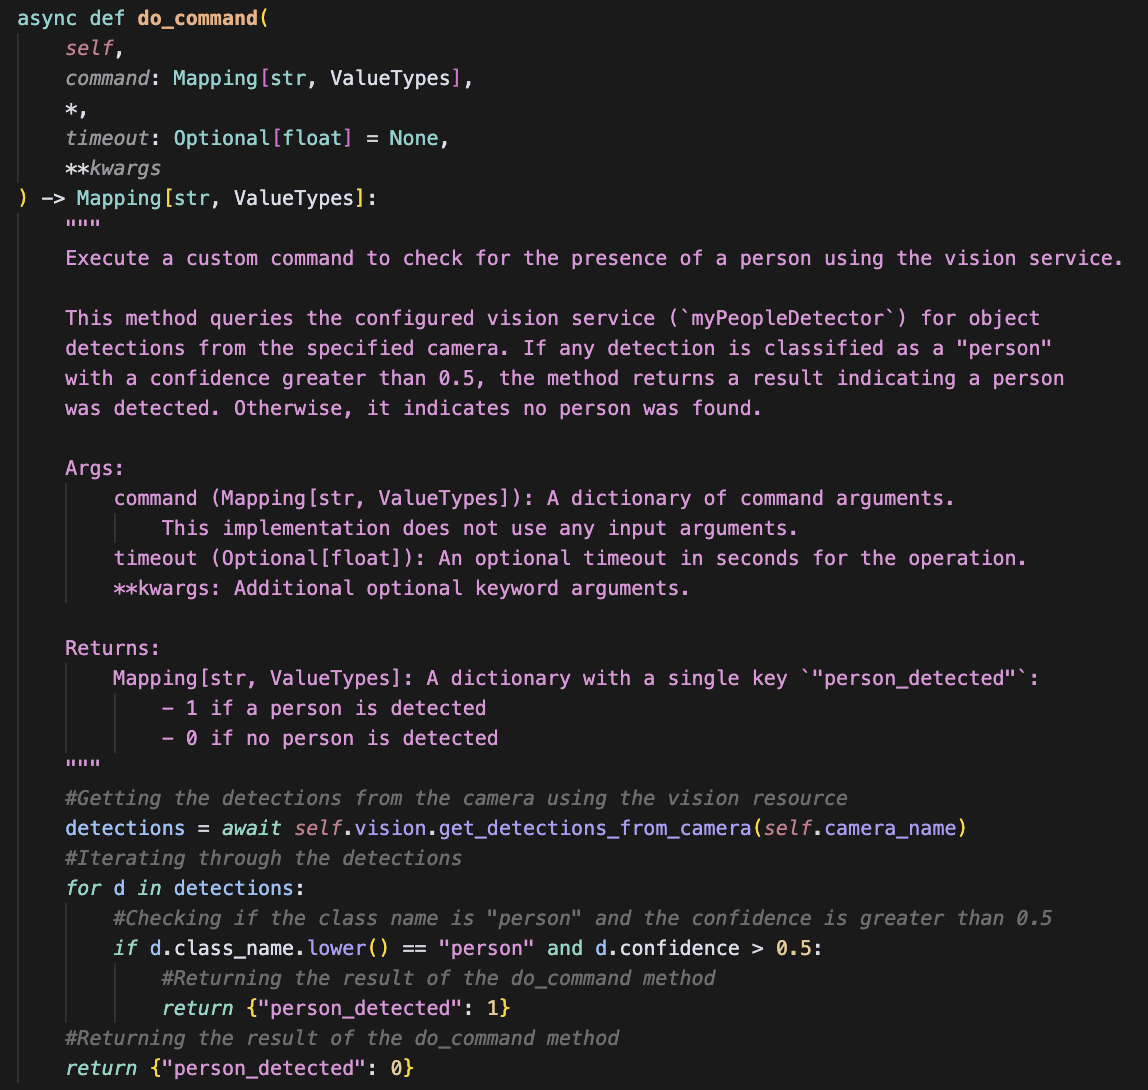 async def do_command(
    self,
    command: Mapping[str, ValueTypes],
    *,
    timeout: Optional[float] = None,
    **kwargs
) -> Mapping[str, ValueTypes]:
    """
    Execute a custom command to check for the presence of a person using the vision service.

    This method queries the configured vision service (`myPeopleDetector`) for object
    detections from the specified camera. If any detection is classified as a "person"
    with a confidence greater than 0.5, the method returns a result indicating a person
    was detected. Otherwise, it indicates no person was found.

    Args:
        command (Mapping[str, ValueTypes]): A dictionary of command arguments.
            This implementation does not use any input arguments.
        timeout (Optional[float]): An optional timeout in seconds for the operation.
        **kwargs: Additional optional keyword arguments.

    Returns:
        Mapping[str, ValueTypes]: A dictionary with a single key `"person_detected"`:
            - 1 if a person is detected
            - 0 if no person is detected
    """
    #Getting the detections from the camera using the vision resource
    detections = await self.vision.get_detections_from_camera(self.camera_name)
    #Iterating through the detections
    for d in detections:
        #Checking if the class name is "person" and the confidence is greater than 0.5
        if d.class_name.lower() == "person" and d.confidence > 0.5:
            #Returning the result of the do_command method
            return {"person_detected": 1}
    #Returning the result of the do_command method
    return {"person_detected": 0}